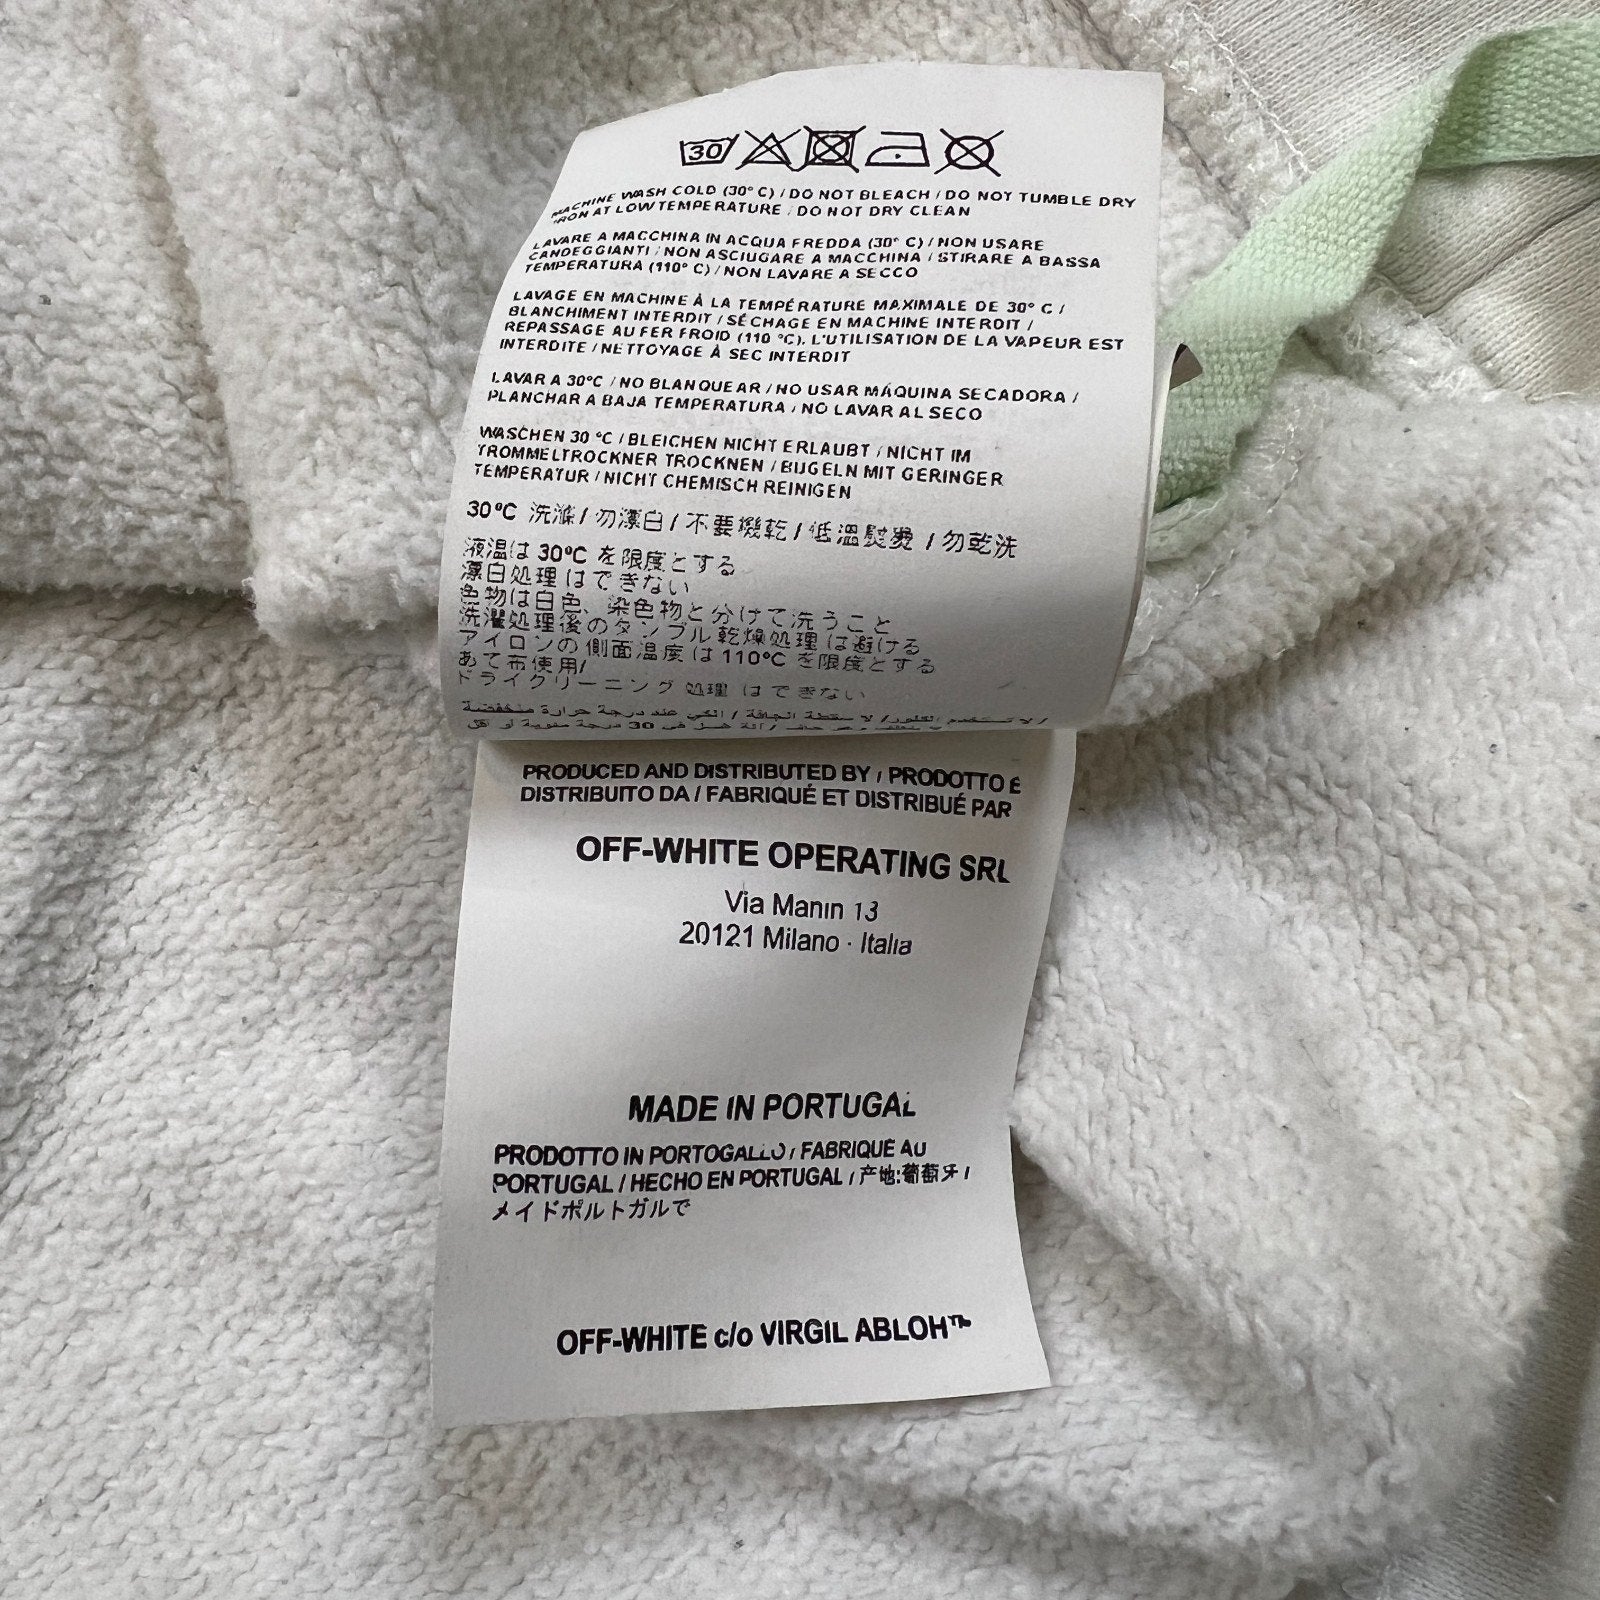 30
MACHINE WASH COLD (30° C) / DO NOT BLEACH / DO NOT TUMBLE DRY
IRON AT LOW TEMPERATURE / DO NOT DRY CLEAN
LAVARE A MACCHINA IN ACQUA FREDDA (30° C) / NON USARE
CANDEGGIANTI / NON ASCIUGARE A MACCHINA / STIRARE A BASSA
TEMPERATURA (110° C) / NON LAVARE A SECCO
LAVAGE EN MACHINE À LA TEMPÉRATURE MAXIMALE DE 30° C /
BLANCHIMENT INTERDIT / SÉCHAGE EN MACHINE INTERDIT /
REPASSAGE AU FER FROID (110 °C). L'UTILISATION DE LA VAPEUR EST
INTERDITE / NETTOYAGE À SEC INTERDIT
LAVAR A 30°C / NO BLANQUEAR / NO USAR MÁQUINA SECADORA /
PLANCHAR A BAJA TEMPERATURA / NO LAVAR AL SECO
WASCHEN 30 °C / BLEICHEN NICHT ERLAUBT / NICHT IM
TROMMELTROCKNER TROCKNEN / BUGELN MIT GERINGER
TEMPERATUR / NICHT CHEMISCH REINIGEN
30°C 洗滌 / 勿漂白 / 不要機乾 / 低溫熨燙 / 勿乾洗
液温は 30°C を限度とする
漂白処理 はできない
色物は白色、染色物と分けて洗うこと
洗濯処理後のタンブル乾燥処理 は避ける
アイロンの側面温度 は 110°C を限度とする
あて布使用/
ドライクリーニング 処理 はできない
PRODUCED AND DISTRIBUTED BY / PRODOTTO E
DISTRIBUITO DA / FABRIQUÉ ET DISTRIBUÉ PAR
OFF-WHITE OPERATING SRL
Via Manin 13
20121 Milano - Italia
MADE IN PORTUGAL
PRODOTTO IN PORTOGALLO / FABRIQUÉ AU
PORTUGAL / HECHO EN PORTUGAL / 产地:葡萄牙 /
メイドポルトガルで
OFF-WHITE c/o VIRGIL ABLOH™